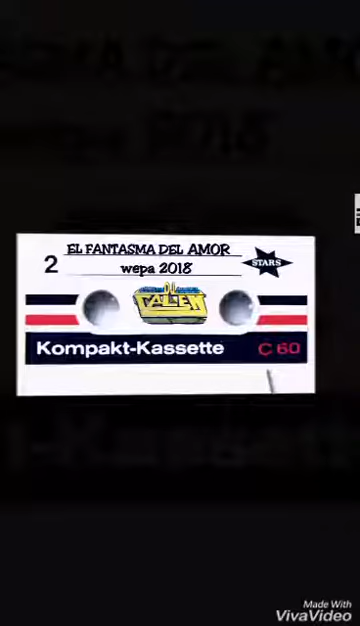 EL FANTASMA DEL AMOR
2
wepa 2018
STARS
Kompakt-Kassette
C 60
Made With
VivaVideo